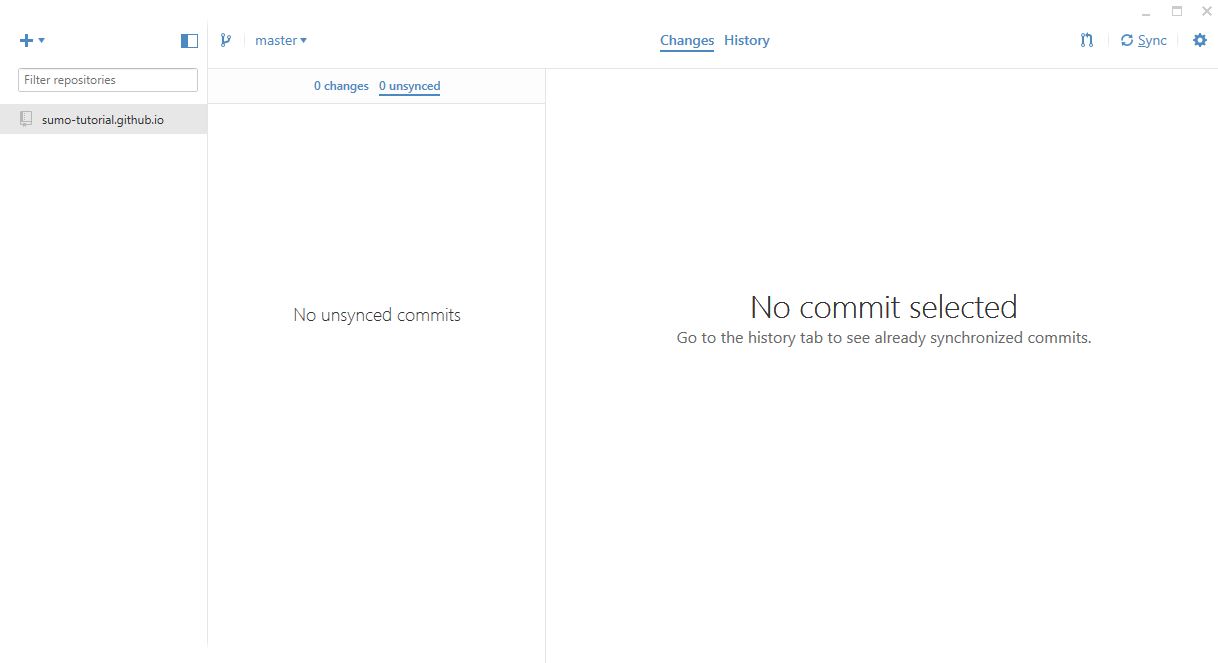 master
Changes History
Sync
Filter repositories
0 changes 0 unsynced
sumo-tutorial.github.io
No unsynced commits
No commit selected
Go to the history tab to see already synchronized commits.